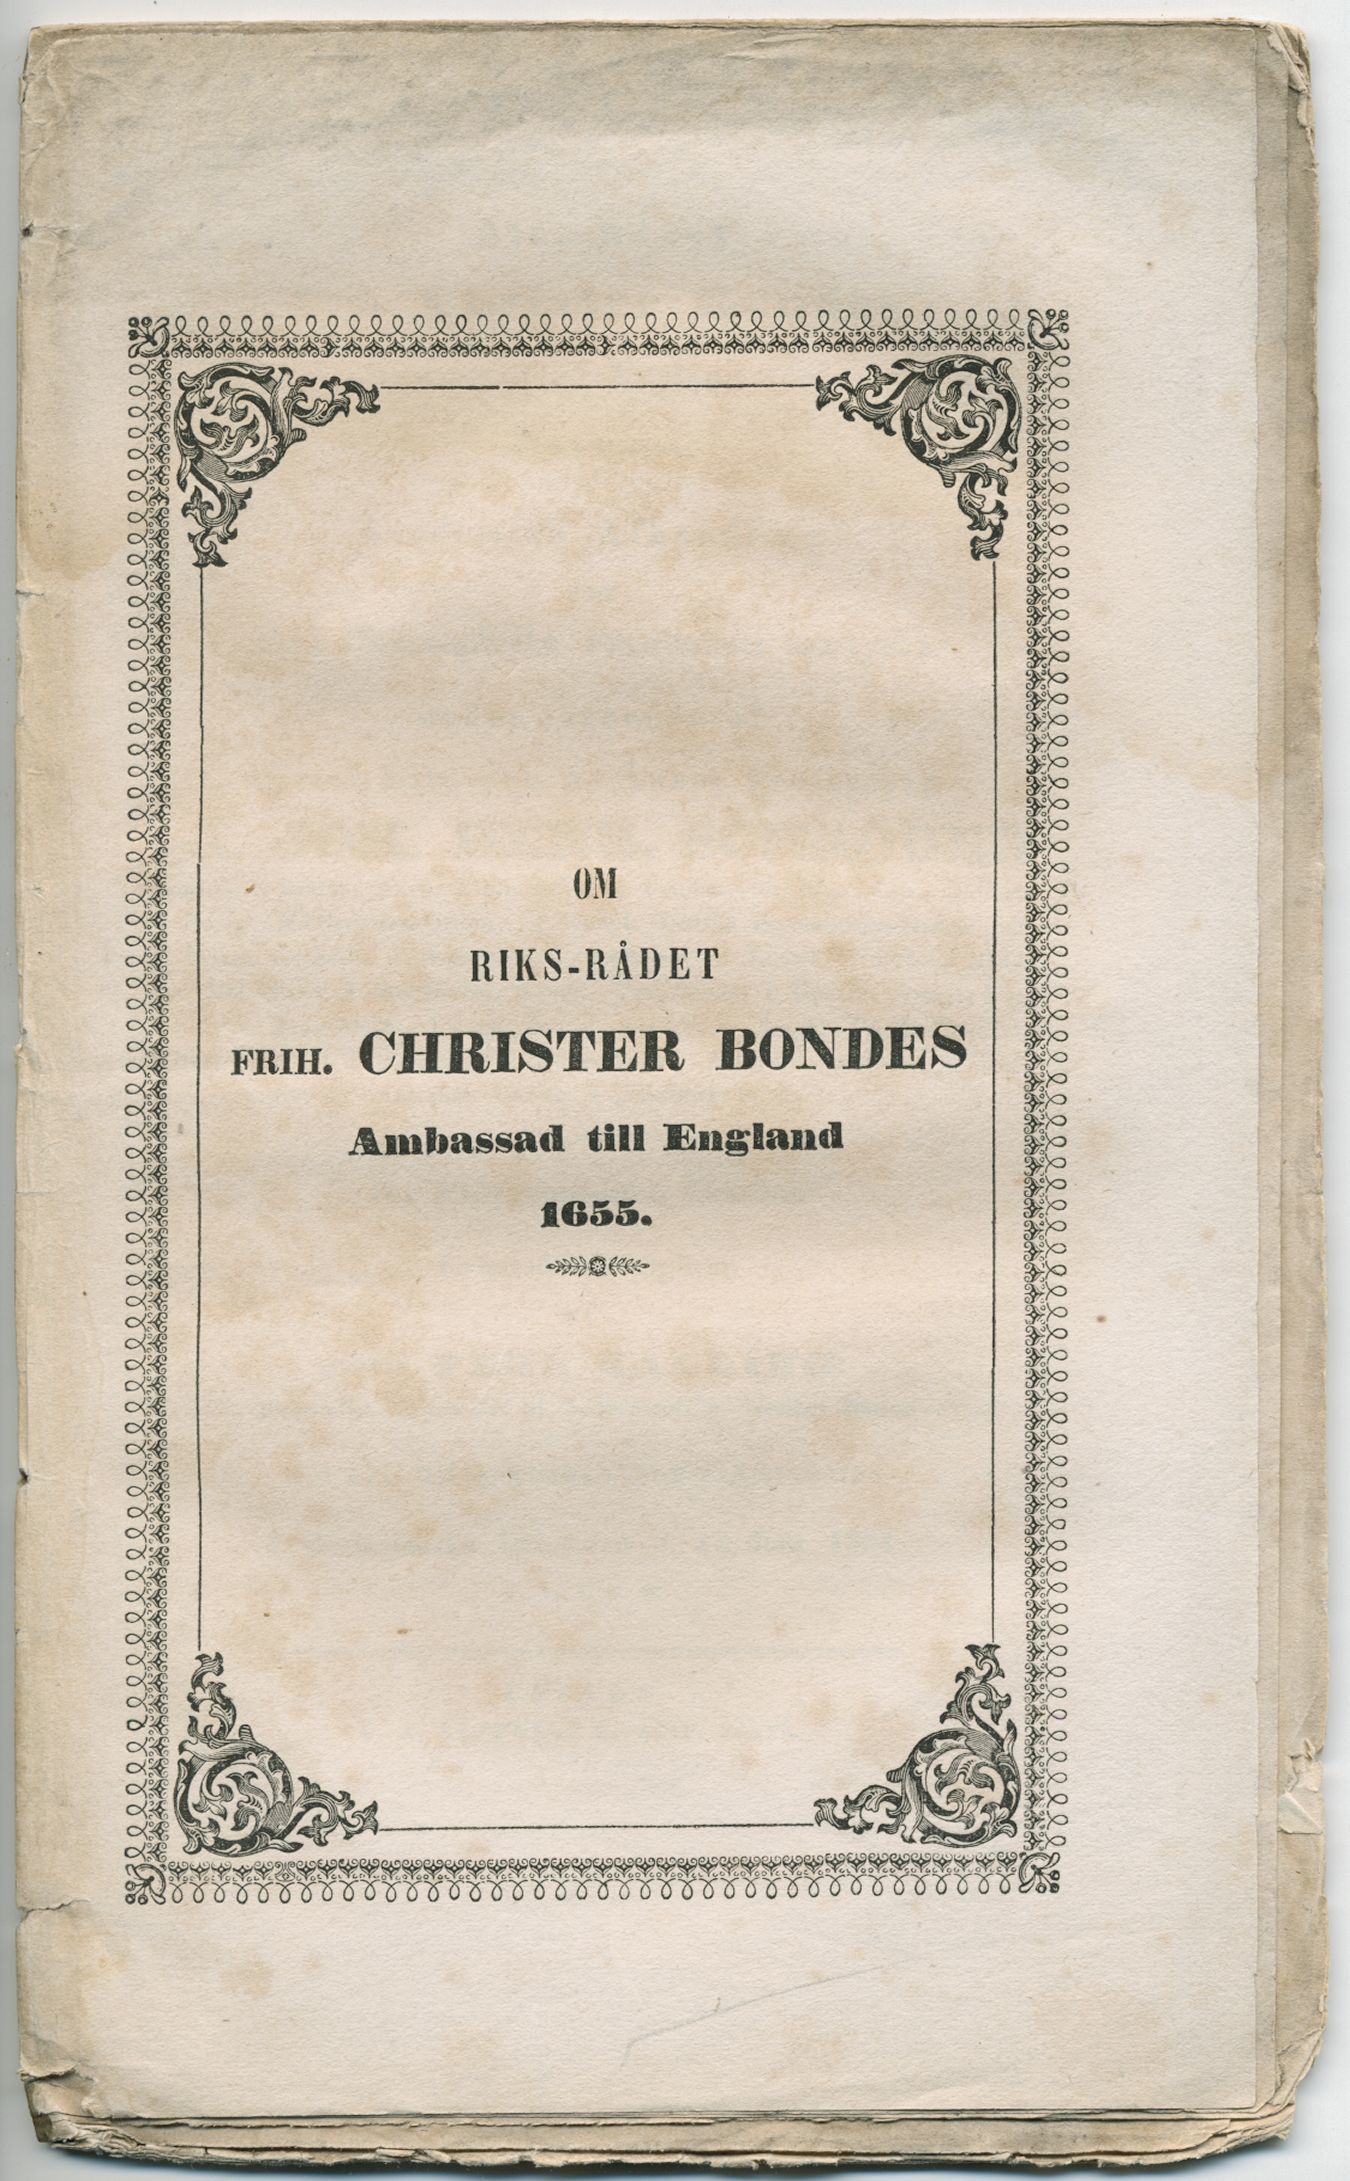 OM
RIKS-RÅDET
FRIH. CHRISTER BONDES
Ambassad till England
1655.